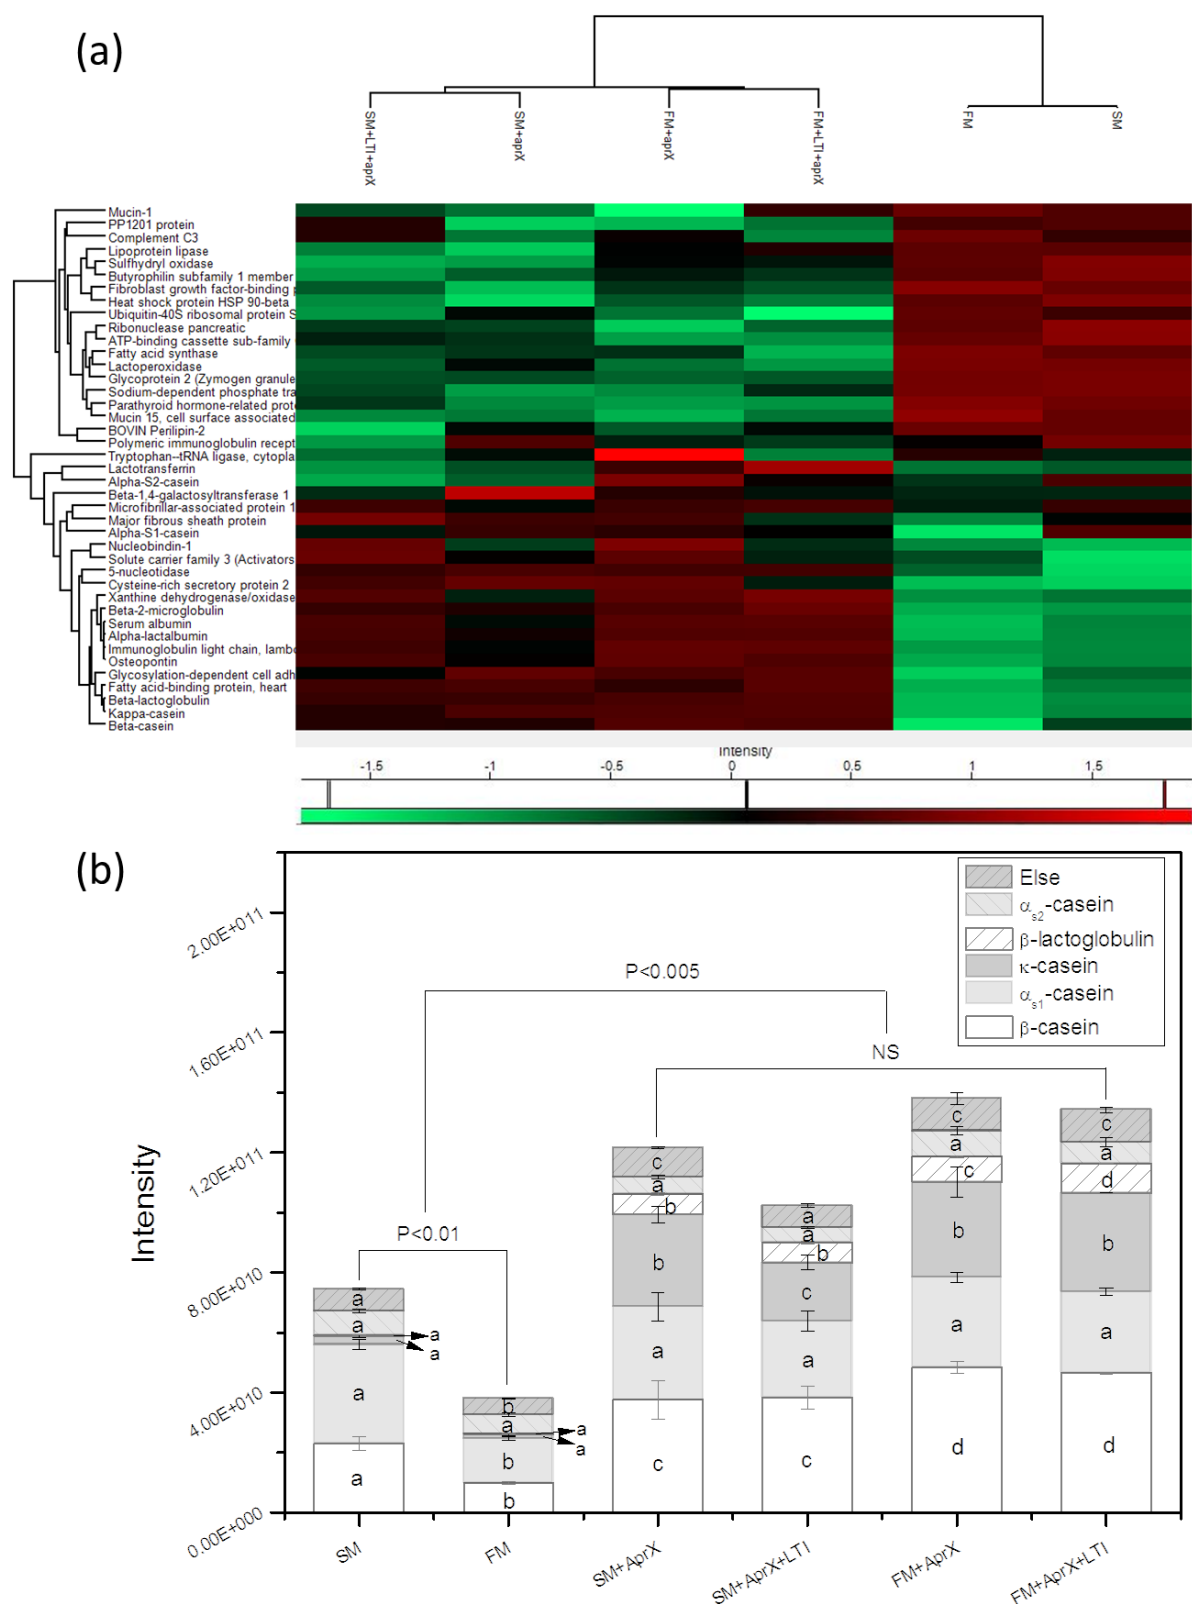 (a)
SM+LTI+aprX
SM+aprX
FM+aprX
FM+LTI+aprX
FM
SM
Mucin-1
PP1201 protein
Complement C3
Lipoprotein lipase
Sulfhydryl oxidase
Butyrophilin subfamily 1 member
Fibroblast growth factor-binding p
Heat shock protein HSP 90-beta
Ubiquitin-40S ribosomal protein S
Ribonuclease pancreatic
ATP-binding cassette sub-family
Fatty acid synthase
Lactoperoxidase
Glycoprotein 2 (Zymogen granule
Sodium-dependent phosphate tra
Parathyroid hormone-related prote
Mucin 15, cell surface associated
BOVIN Perilipin-2
Polymeric immunoglobulin recept
Tryptophan--tRNA ligase, cytopla
Lactotransferrin
Alpha-S2-casein
Beta-1,4-galactosyltransferase 1
Microfibrillar-associated protein 1
Major fibrous sheath protein
Alpha-S1-casein
Nucleobindin-1
Solute carrier family 3 (Activators
5-nucleotidase
Cysteine-rich secretory protein 2
Xanthine dehydrogenase/oxidase
Beta-2-microglobulin
Serum albumin
Alpha-lactalbumin
Immunoglobulin light chain, lambd
Osteopontin
Glycosylation-dependent cell adh
Fatty acid-binding protein, heart
Beta-lactoglobulin
Kappa-casein
Beta-casein
Intensity
-1.5 -1 -0.5 0 0.5 1 1.5
(b)
Else
αs2-casein
β-lactoglobulin
κ-casein
αs1-casein
β-casein
2.00E+011
1.60E+011
1.20E+011
8.00E+010
4.00E+010
0.00E+000
Intensity
P<0.005
NS
P<0.01
a
a
a
a
a
a
b
a
a
a
b
b
c
a
b
b
a
c
a
a
b
c
a
c
c
a
c
b
a
d
c
a
d
b
a
d
SM
FM
SM+AprX
SM+AprX+LTI
FM+AprX
FM+AprX+LTI